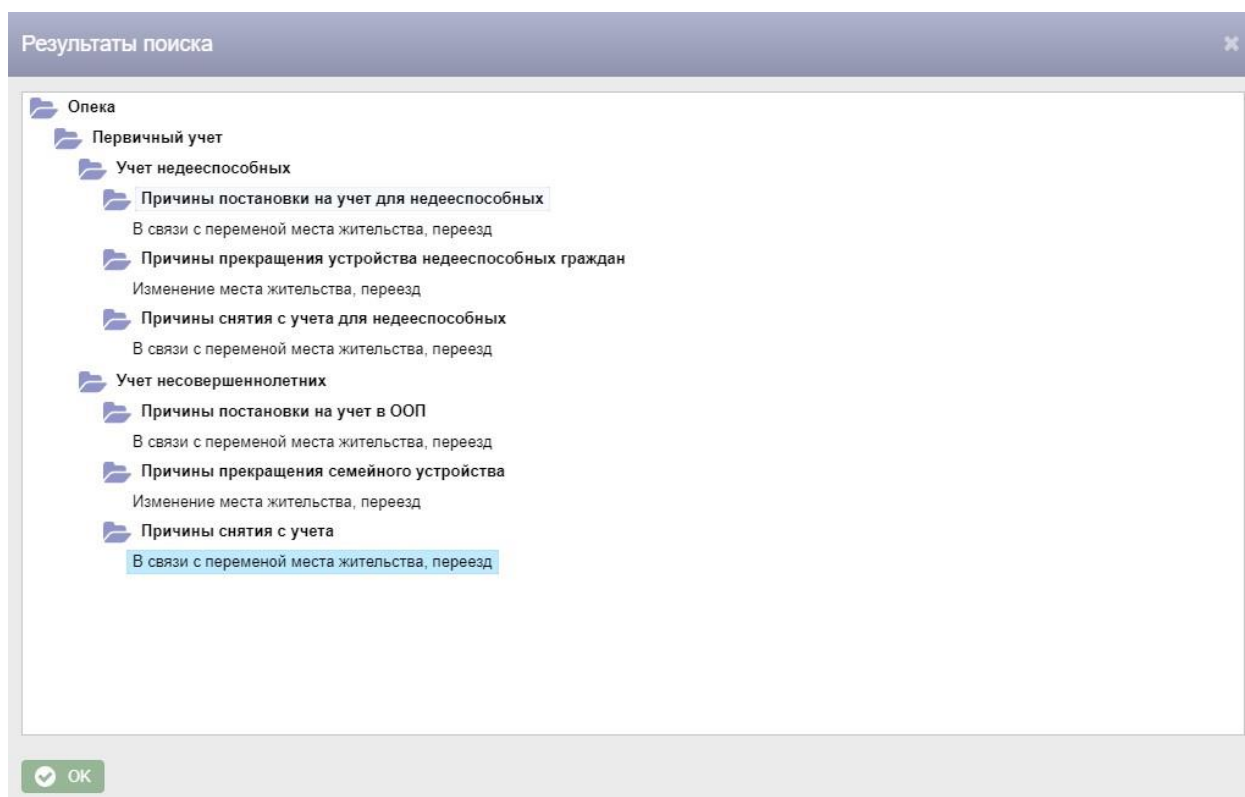 Результаты поиска
Опека
Первичный учет
Учет недееспособных
Причины постановки на учет для недееспособных
В связи с переменой места жительства, переезд
Причины прекращения устройства недееспособных граждан
Изменение места жительства, переезд
Причины снятия с учета для недееспособных
В связи с переменой места жительства, переезд
Учет несовершеннолетних
Причины постановки на учет в ООП
В связи с переменой места жительства, переезд
Причины прекращения семейного устройства
Изменение места жительства, переезд
Причины снятия с учета
В связи с переменой места жительства, переезд
ОК